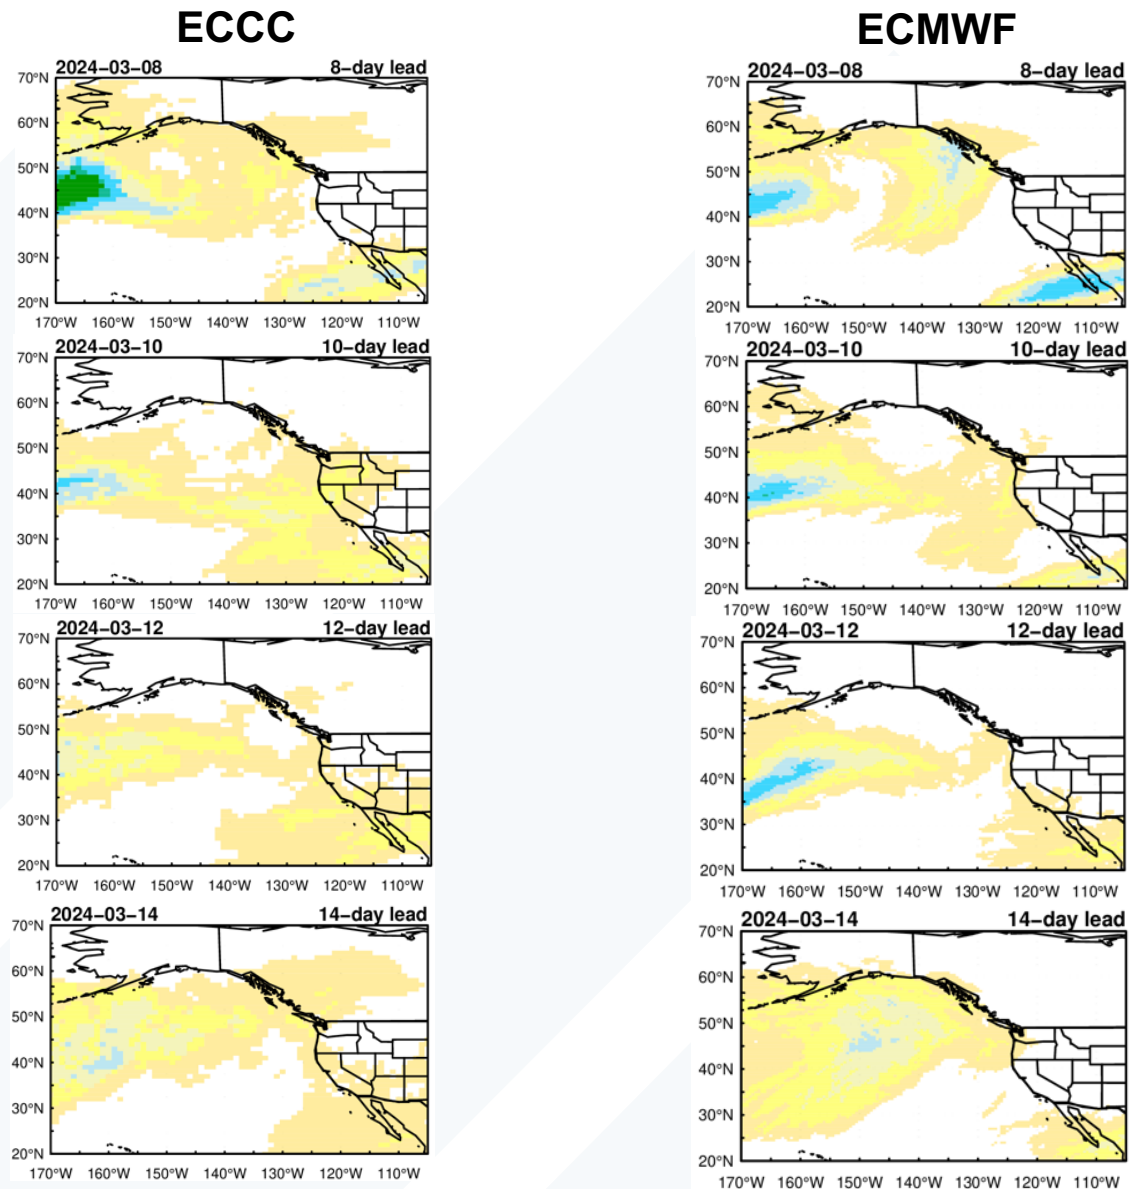 ECCC
ECMWF
2024-03-08 8-day lead
70°N
60°N
50°N
40°N
30°N
20°N
170°W 160°W 150°W 140°W 130°W 120°W 110°W
2024-03-08 8-day lead
70°N
60°N
50°N
40°N
30°N
20°N
170°W 160°W 150°W 140°W 130°W 120°W 110°W
2024-03-10 10-day lead
70°N
60°N
50°N
40°N
30°N
20°N
170°W 160°W 150°W 140°W 130°W 120°W 110°W
2024-03-10 10-day lead
70°N
60°N
50°N
40°N
30°N
20°N
170°W 160°W 150°W 140°W 130°W 120°W 110°W
2024-03-12 12-day lead
70°N
60°N
50°N
40°N
30°N
20°N
170°W 160°W 150°W 140°W 130°W 120°W 110°W
2024-03-12 12-day lead
70°N
60°N
50°N
40°N
30°N
20°N
170°W 160°W 150°W 140°W 130°W 120°W 110°W
2024-03-14 14-day lead
70°N
60°N
50°N
40°N
30°N
20°N
170°W 160°W 150°W 140°W 130°W 120°W 110°W
2024-03-14 14-day lead
70°N
60°N
50°N
40°N
30°N
20°N
170°W 160°W 150°W 140°W 130°W 120°W 110°W